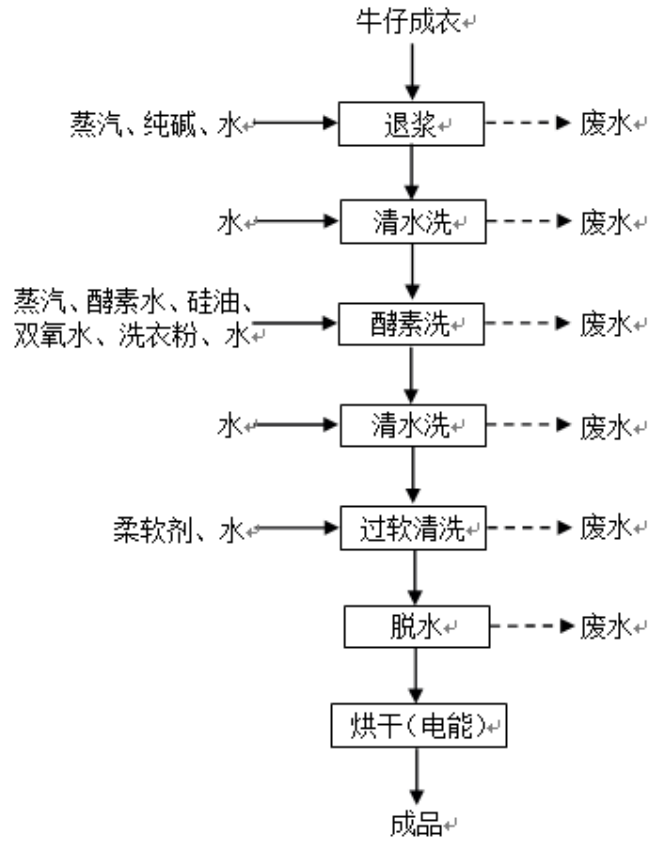 牛仔成衣
蒸汽、纯碱、水
退浆
废水
水
清水洗
废水
蒸汽、酵素水、硅油、
双氧水、洗衣粉、水
酵素洗
废水
水
清水洗
废水
柔软剂、水
过软清洗
废水
脱水
废水
烘干(电能)
成品